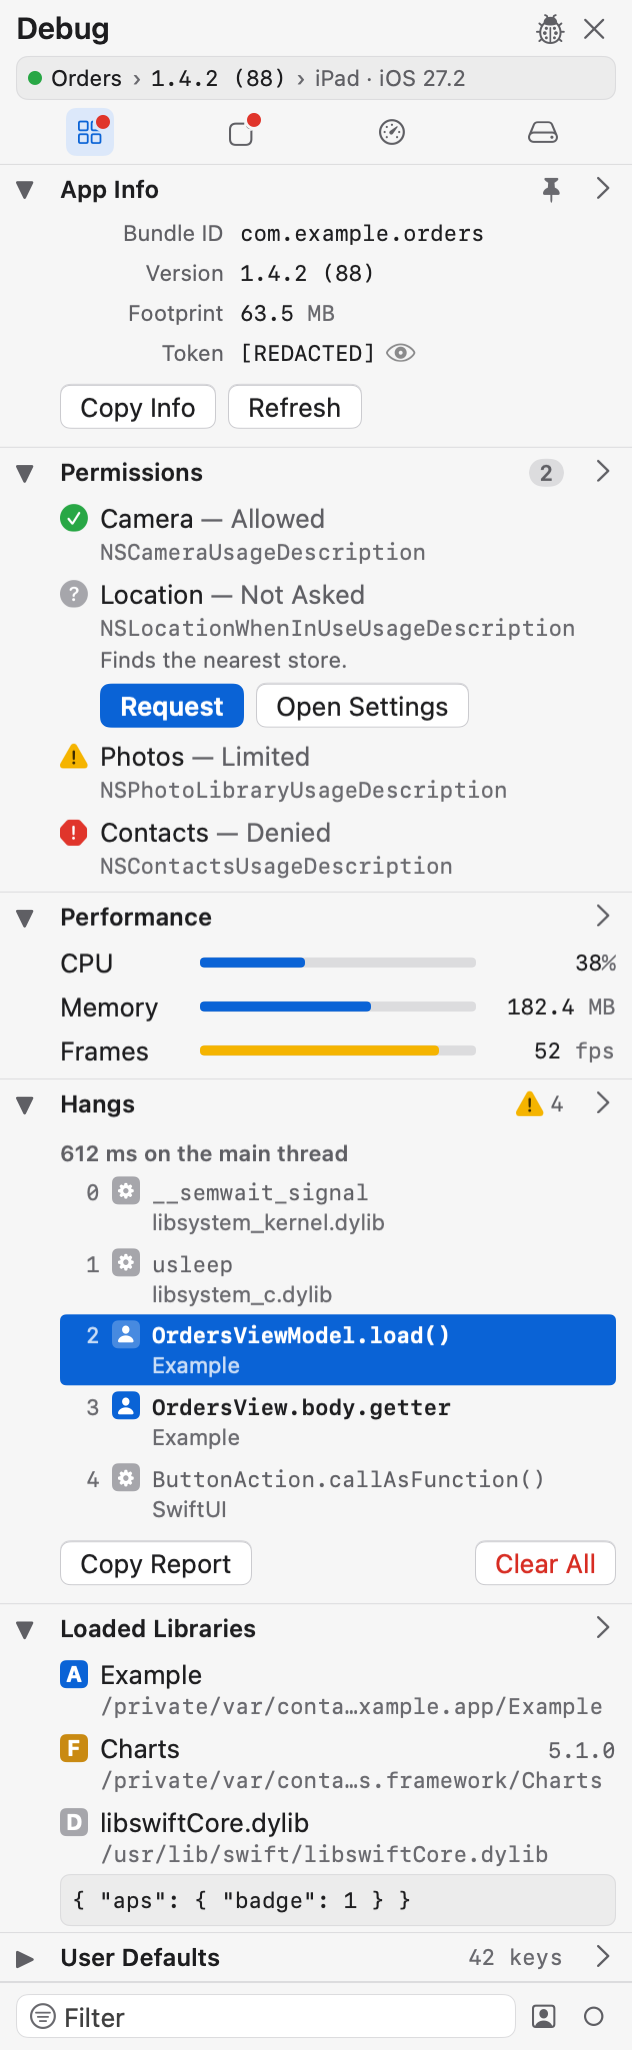 Debug
Orders › 1.4.2 (88) › iPad · iOS 27.2
App Info
Bundle ID com.example.orders
Version 1.4.2 (88)
Footprint 63.5 MB
Token [REDACTED]
Copy Info Refresh
Permissions 2
Camera — Allowed
NSCameraUsageDescription
Location — Not Asked
NSLocationWhenInUseUsageDescription
Finds the nearest store.
Request Open Settings
Photos — Limited
NSPhotoLibraryUsageDescription
Contacts — Denied
NSContactsUsageDescription
Performance
CPU 38%
Memory 182.4 MB
Frames 52 fps
Hangs 4
612 ms on the main thread
0 __semwait_signal
libsystem_kernel.dylib
1 usleep
libsystem_c.dylib
2 OrdersViewModel.load()
Example
3 OrdersView.body.getter
Example
4 ButtonAction.callAsFunction()
SwiftUI
Copy Report Clear All
Loaded Libraries
A Example
/private/var/conta…xample.app/Example
F Charts 5.1.0
/private/var/conta…s.framework/Charts
D libswiftCore.dylib
/usr/lib/swift/libswiftCore.dylib
{ "aps": { "badge": 1 } }
User Defaults 42 keys
Filter